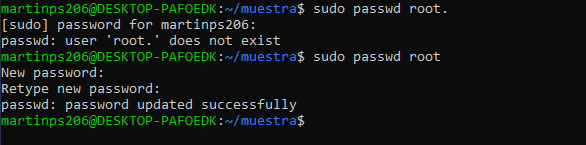 martinps206@DESKTOP-PAFOEDK:~/muestra$ sudo passwd root.
[sudo] password for martinps206:
passwd: user 'root.' does not exist
martinps206@DESKTOP-PAFOEDK:~/muestra$ sudo passwd root
New password:
Retype new password:
passwd: password updated successfully
martinps206@DESKTOP-PAFOEDK:~/muestra$